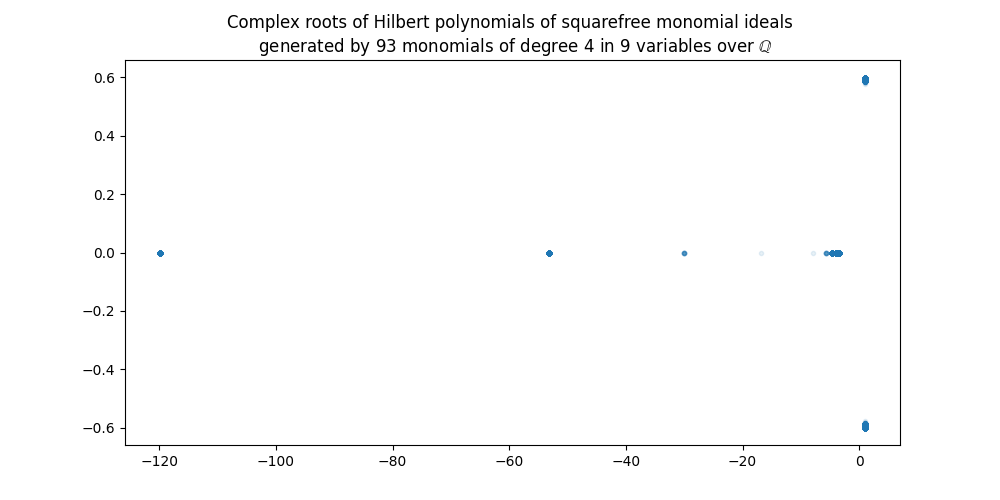 Complex roots of Hilbert polynomials of squarefree monomial ideals
generated by 93 monomials of degree 4 in 9 variables over ℚ
0.6
0.4
0.2
0.0
−0.2
−0.4
−0.6
−120 −100 −80 −60 −40 −20 0